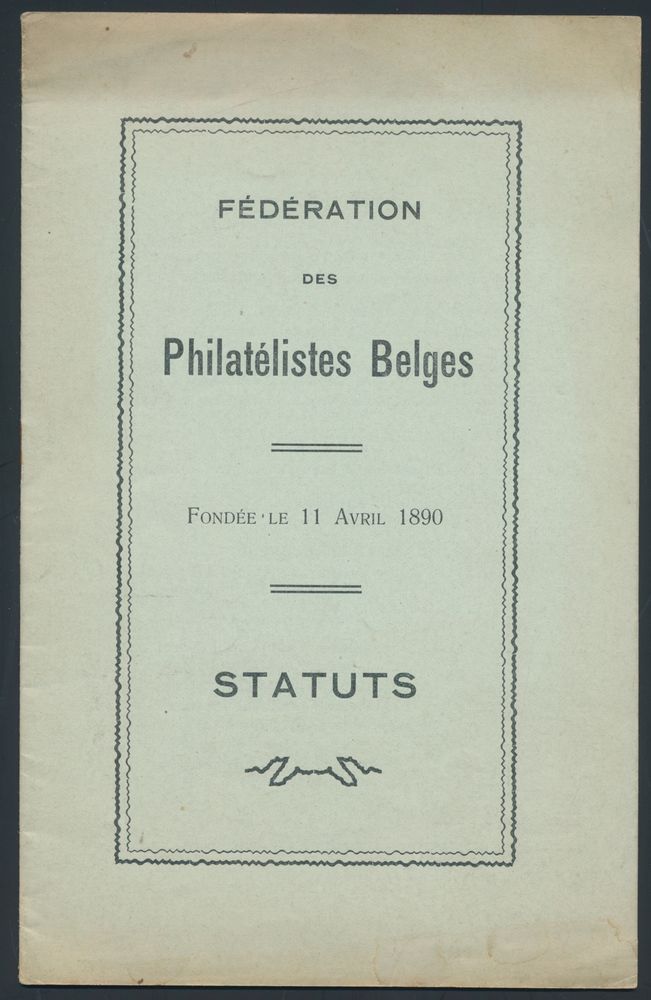 FÉDÉRATION
DES
Philatélistes Belges
FONDÉE LE 11 AVRIL 1890
STATUTS